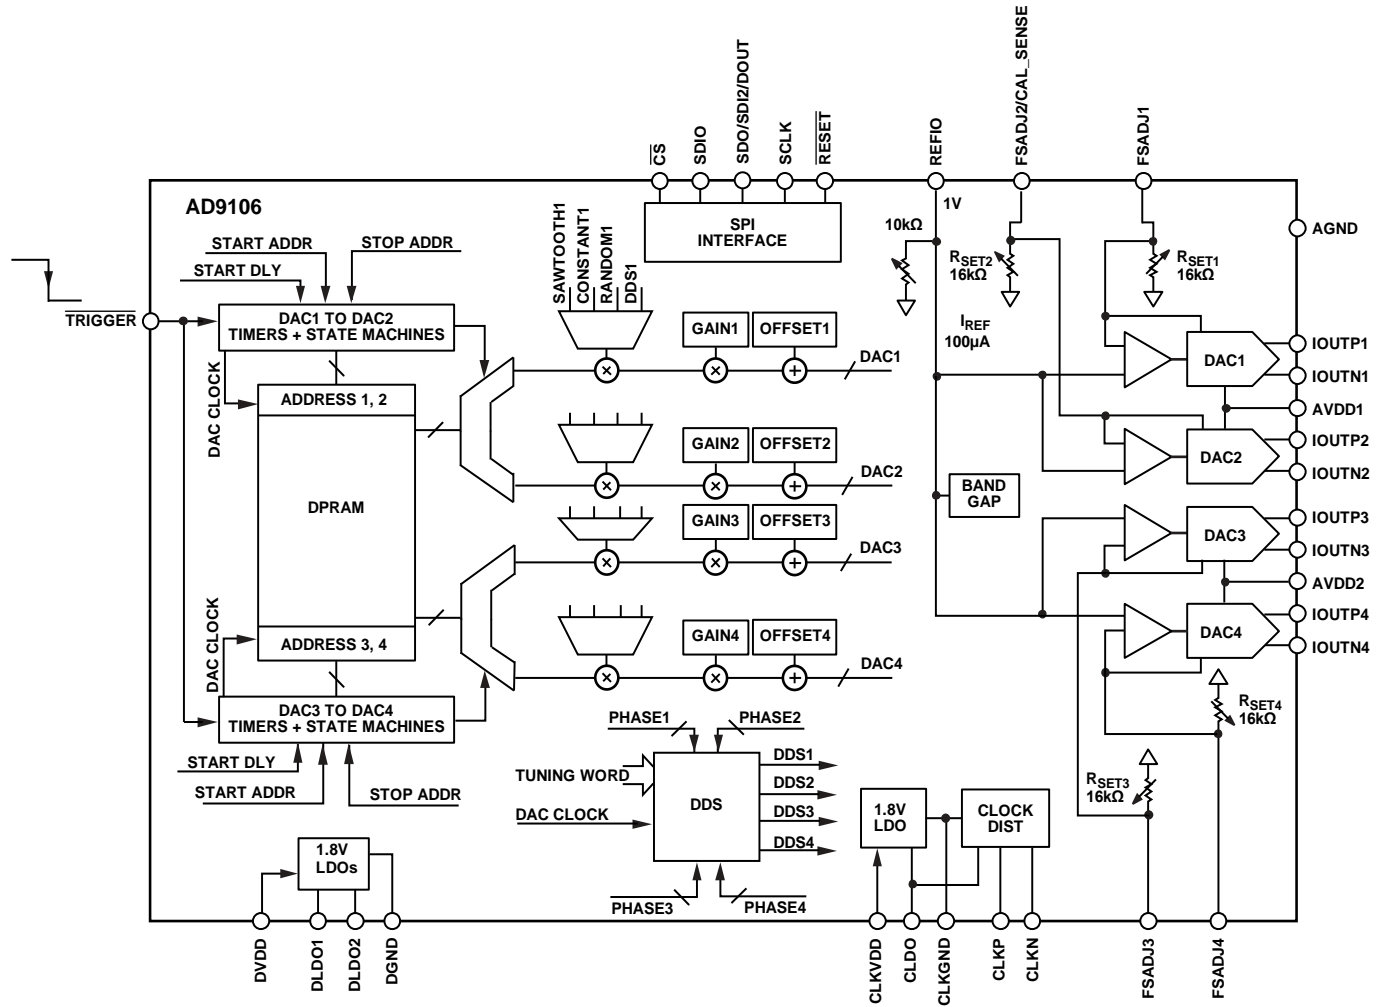 CS
SDIO
SDO/SDI2/DOUT
SCLK
RESET
REFIO
FSADJ2/CAL_SENSE
FSADJ1
AD9106
START ADDR
STOP ADDR
START DLY
TRIGGER
DAC1 TO DAC2
TIMERS + STATE MACHINES
DAC CLOCK
ADDRESS 1, 2
DPRAM
ADDRESS 3, 4
DAC CLOCK
DAC3 TO DAC4
TIMERS + STATE MACHINES
START DLY
START ADDR
STOP ADDR
SPI
INTERFACE
SAWTOOTH1
CONSTANT1
RANDOM1
DDS1
GAIN1
OFFSET1
DAC1
GAIN2
OFFSET2
DAC2
GAIN3
OFFSET3
DAC3
GAIN4
OFFSET4
DAC4
PHASE1
PHASE2
TUNING WORD
DAC CLOCK
DDS
DDS1
DDS2
DDS3
DDS4
PHASE3
PHASE4
1V
10kΩ
RSET2
16kΩ
RSET1
16kΩ
IREF
100µA
BAND
GAP
DAC1
DAC2
DAC3
DAC4
RSET4
16kΩ
RSET3
16kΩ
AGND
IOUTP1
IOUTN1
AVDD1
IOUTP2
IOUTN2
IOUTP3
IOUTN3
AVDD2
IOUTP4
IOUTN4
1.8V
LDOs
1.8V
LDO
CLOCK
DIST
DVDD
DLDO1
DLDO2
DGND
CLKVDD
CLDO
CLKGND
CLKP
CLKN
FSADJ3
FSADJ4